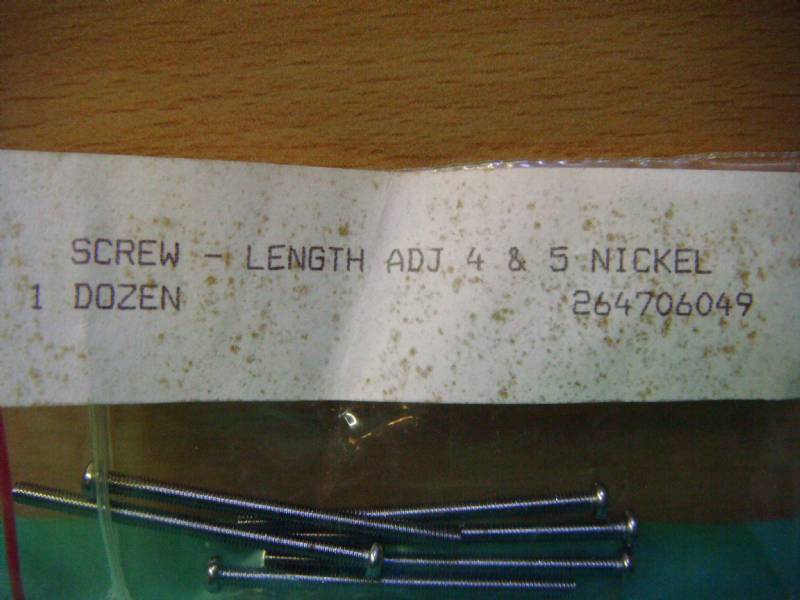 SCREW - LENGTH ADJ 4 & 5 NICKEL
1 DOZEN 264706049